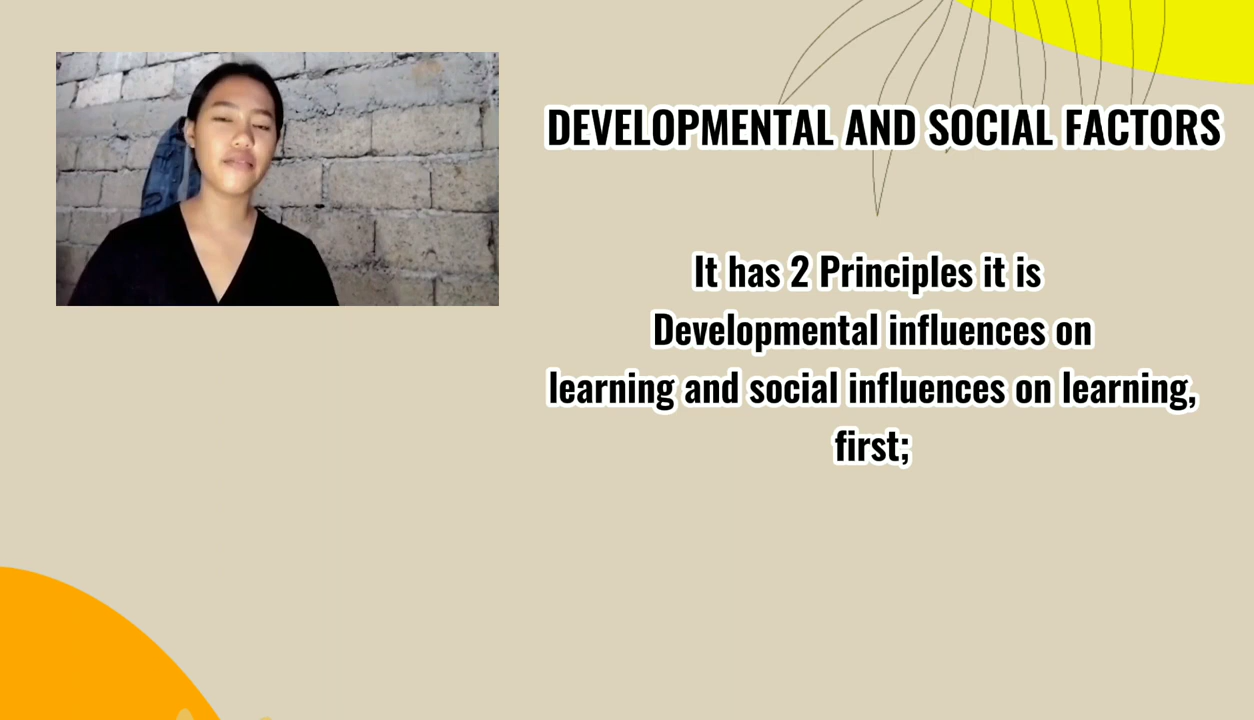 DEVELOPMENTAL AND SOCIAL FACTORS
It has 2 Principles it is
Developmental influences on
learning and social influences on learning,
first;